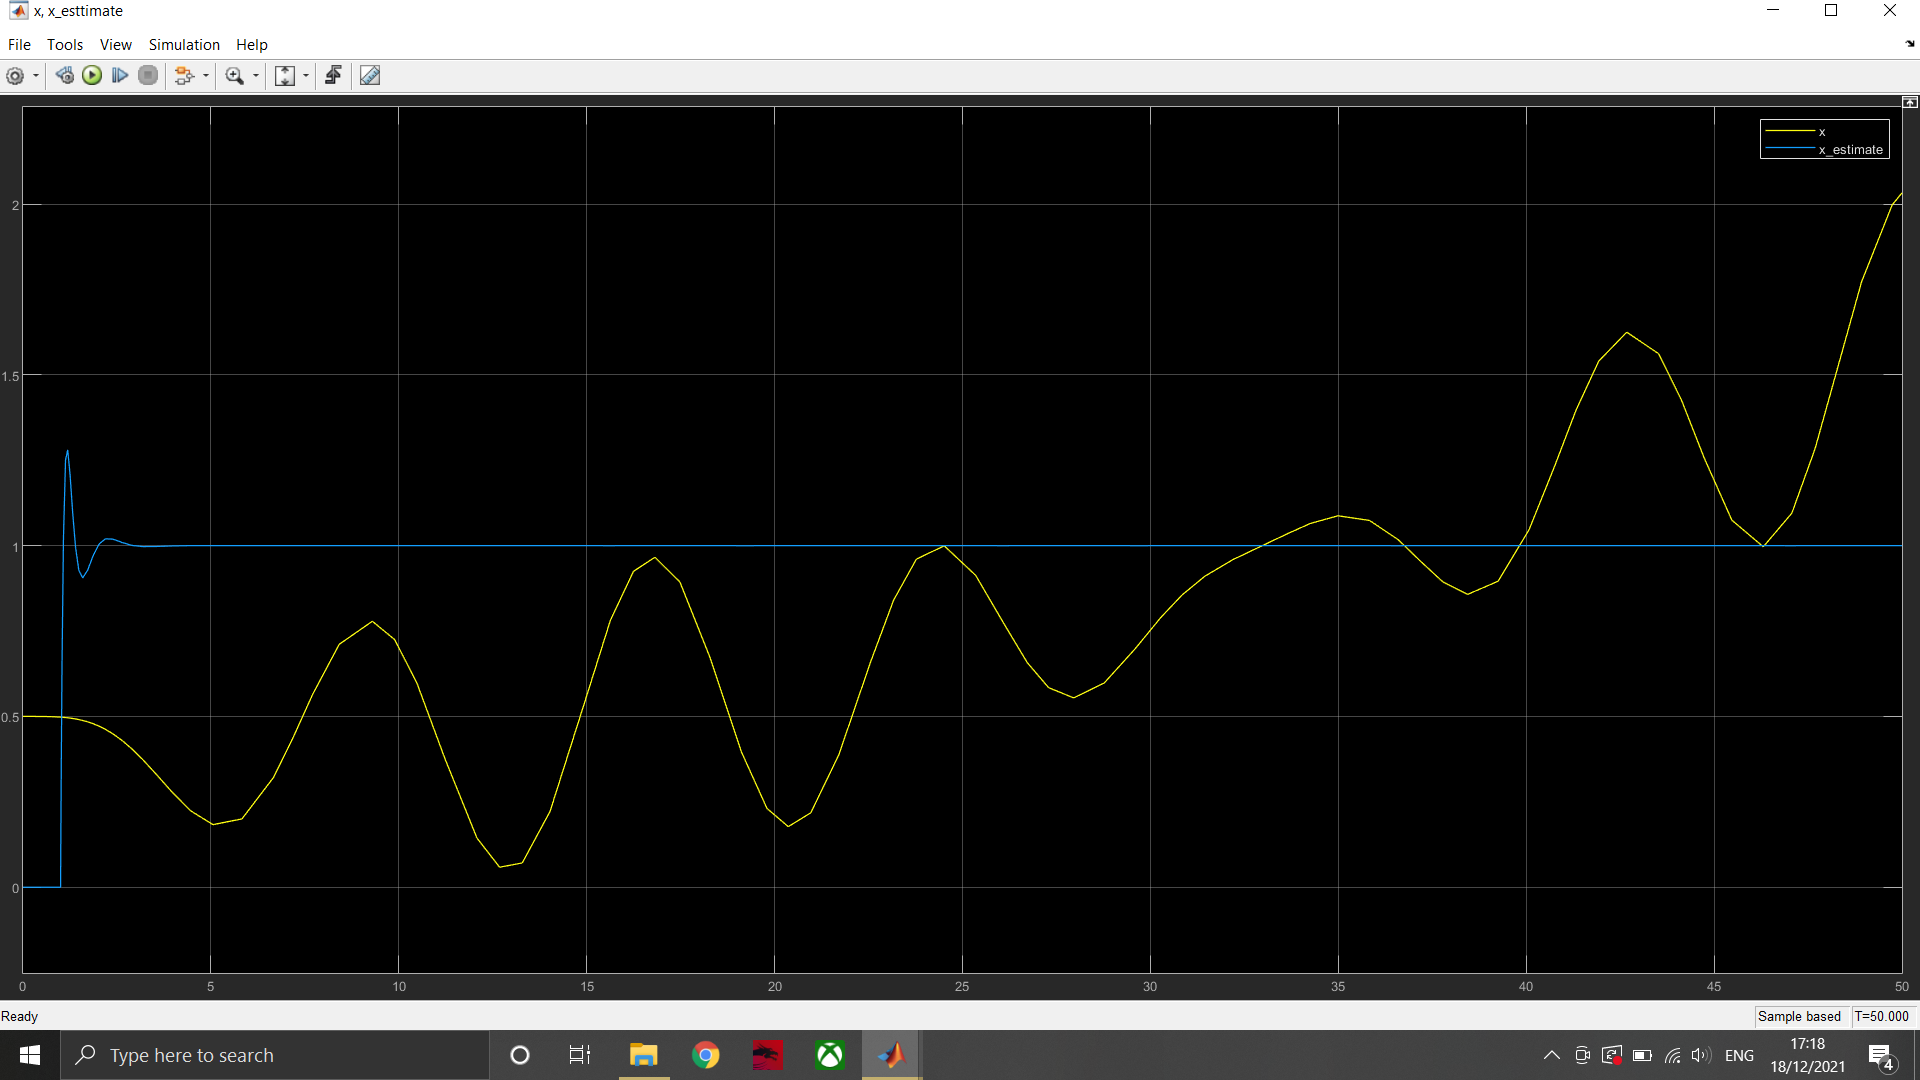 x, x_esttimate
File Tools View Simulation Help
x
x_estimate
2
1.5
1
0.5
0
0 5 10 15 20 25 30 35 40 45 50
Ready
Sample based T=50.000
Type here to search
ENG
17:18
18/12/2021
4